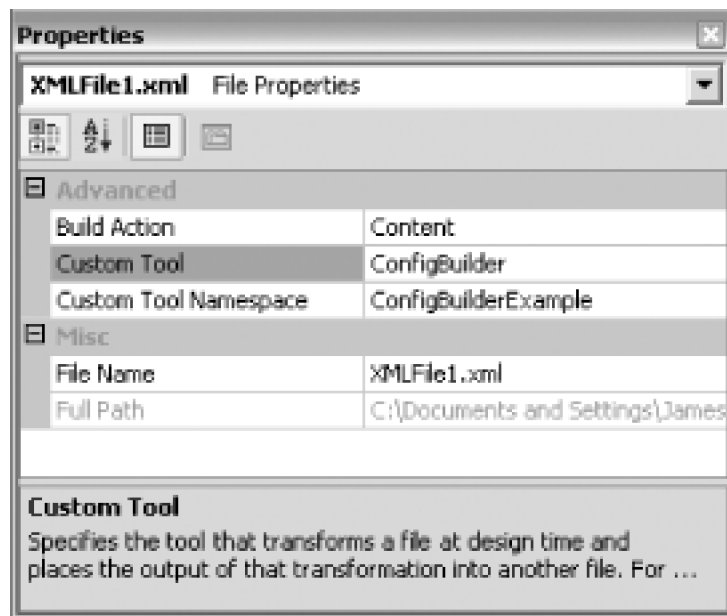 Properties
XMLFile1.xml File Properties
Advanced
Build Action Content
Custom Tool ConfigBuilder
Custom Tool Namespace ConfigBuilderExample
Misc
File Name XMLFile1.xml
Full Path C:\Documents and Settings\James
Custom Tool
Specifies the tool that transforms a file at design time and
places the output of that transformation into another file. For ...